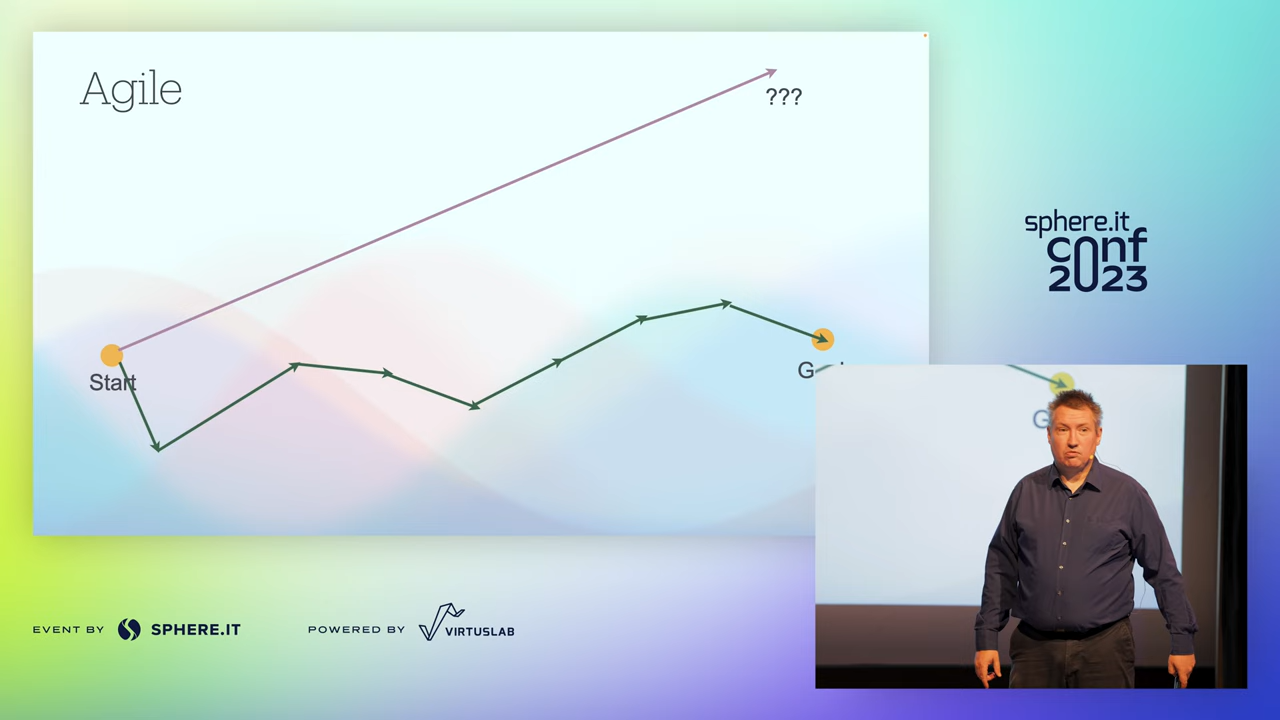 Agile
???
Start
sphere.it
conf
2023
EVENT BY SPHERE.IT
POWERED BY VIRTUSLAB